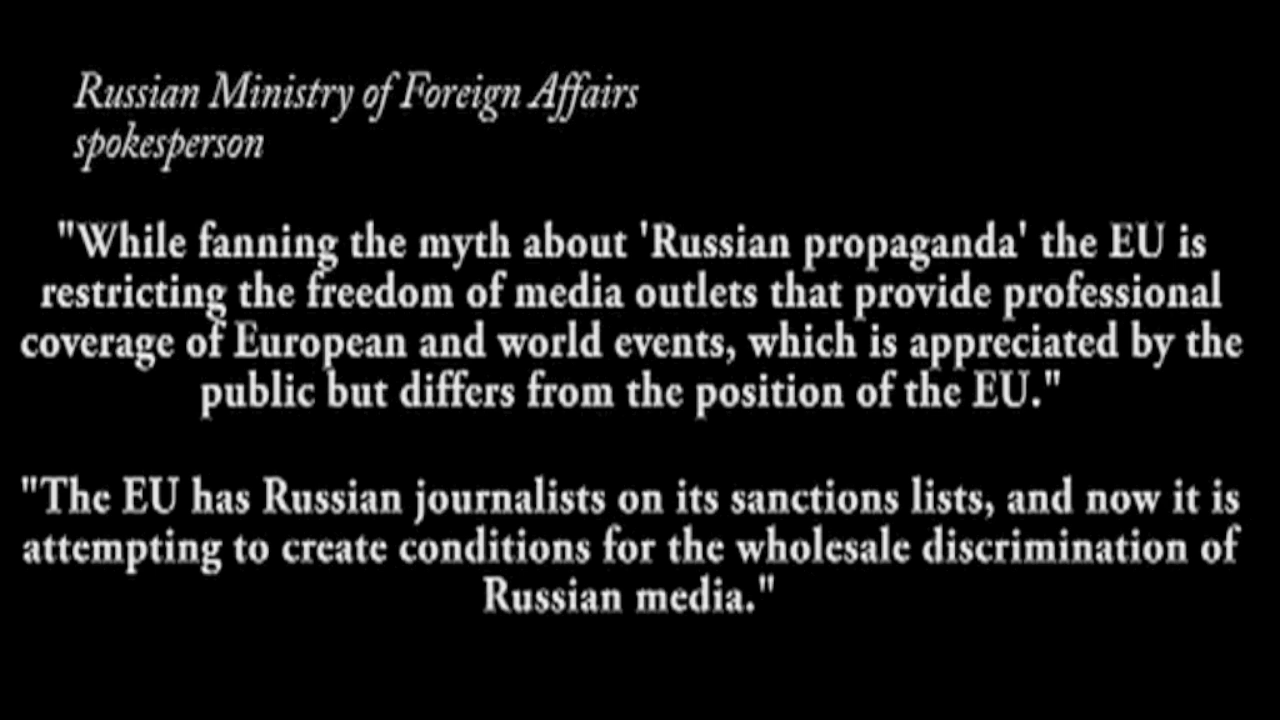 Russian Ministry of Foreign Affairs
spokesperson
"While fanning the myth about 'Russian propaganda' the EU is
restricting the freedom of media outlets that provide professional
coverage of European and world events, which is appreciated by the
public but differs from the position of the EU."
"The EU has Russian journalists on its sanctions lists, and now it is
attempting to create conditions for the wholesale discrimination of
Russian media."